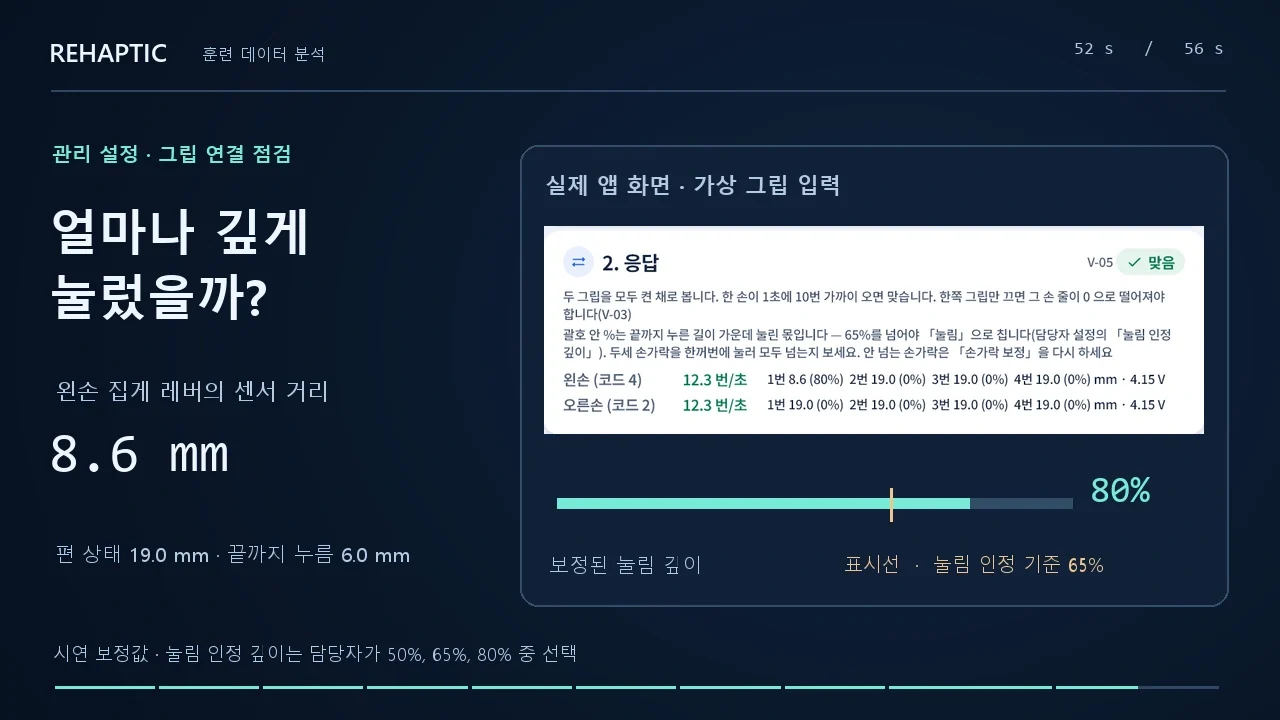 REHAPTIC 훈련 데이터 분석
52 s / 56 s
관리 설정 · 그립 연결 점검
얼마나 깊게
눌렀을까?
왼손 집게 레버의 센서 거리
8.6 mm
편 상태 19.0 mm · 끝까지 누름 6.0 mm
실제 앱 화면 · 가상 그립 입력
2. 응답
V-05 맞음
두 그립을 모두 켠 채로 봅니다. 한 손이 1초에 10번 가까이 오면 맞습니다. 한쪽 그립만 끄면 그 손 줄이 0 으로 떨어져야
합니다(V-03)
괄호 안 %는 끝까지 누른 길이 가운데 눌린 몫입니다 — 65%를 넘어야 「눌림」으로 칩니다(담당자 설정의 「눌림 인정
깊이」). 두세 손가락을 한꺼번에 눌러 모두 넘는지 보세요. 안 넘는 손가락은 「손가락 보정」을 다시 하세요
왼손 (코드 4) 12.3 번/초 1번 8.6 (80%) 2번 19.0 (0%) 3번 19.0 (0%) 4번 19.0 (0%) mm · 4.15 V
오른손 (코드 2) 12.3 번/초 1번 19.0 (0%) 2번 19.0 (0%) 3번 19.0 (0%) 4번 19.0 (0%) mm · 4.15 V
80%
보정된 눌림 깊이
표시선 · 눌림 인정 기준 65%
시연 보정값 · 눌림 인정 깊이는 담당자가 50%, 65%, 80% 중 선택